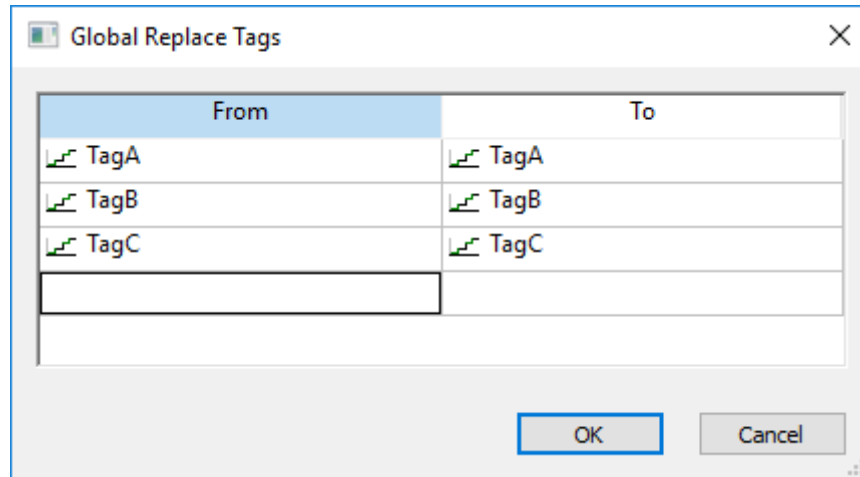 Global Replace Tags
From To
TagA TagA
TagB TagB
TagC TagC
OK Cancel